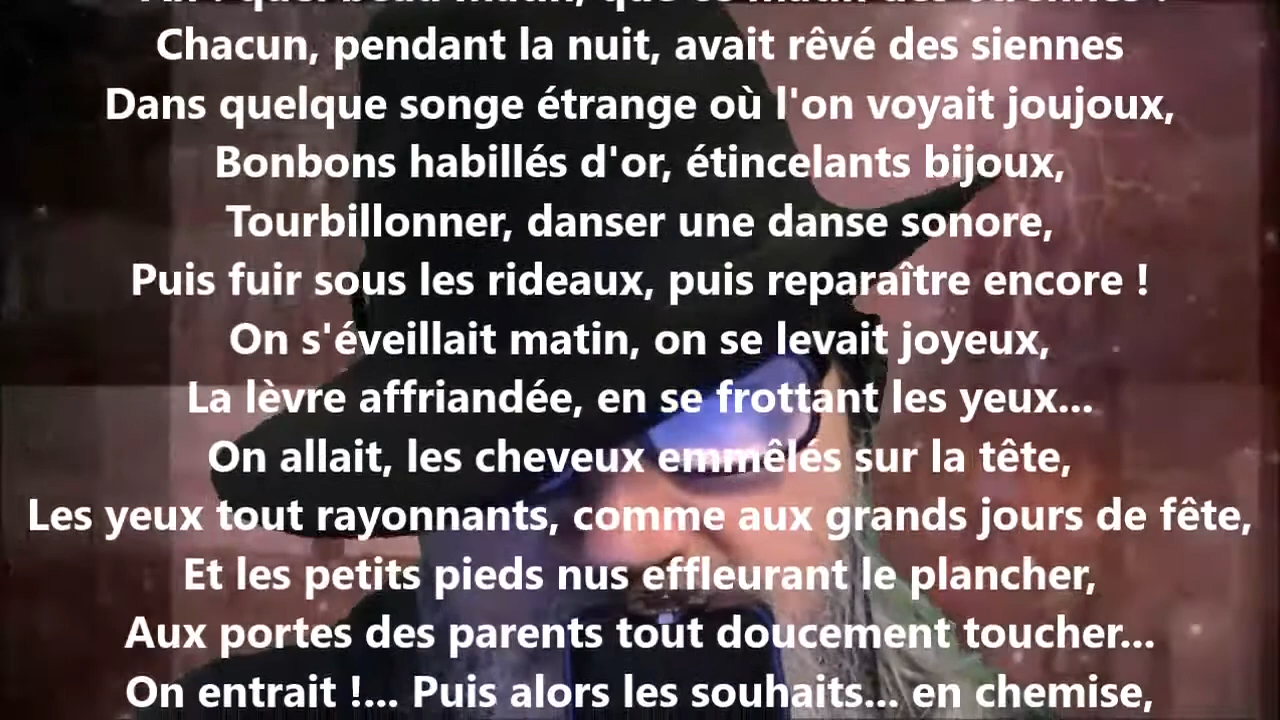 Chacun, pendant la nuit, avait rêvé des siennes
Dans quelque songe étrange où l'on voyait joujoux,
Bonbons habillés d'or, étincelants bijoux,
Tourbillonner, danser une danse sonore,
Puis fuir sous les rideaux, puis reparaître encore !
On s'éveillait matin, on se levait joyeux,
La lèvre affriandée, en se frottant les yeux...
On allait, les cheveux emmêlés sur la tête,
Les yeux tout rayonnants, comme aux grands jours de fête,
Et les petits pieds nus effleurant le plancher,
Aux portes des parents tout doucement toucher...
On entrait !... Puis alors les souhaits... en chemise,